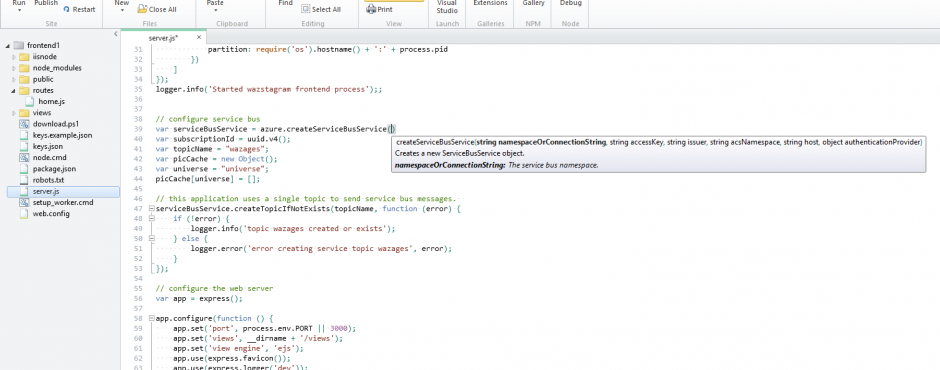 Run Publish New Paste Find Print Visual Studio Extensions Gallery Debug
Restart Close All Select All
Site Files Clipboard Editing View Launch Galleries NPM Node
frontend1
iisnode
node_modules
public
routes
home.js
views
download.ps1
keys.example.json
keys.json
node.cmd
package.json
robots.txt
server.js
setup_worker.cmd
web.config
server.js*
31 partition: require('os').hostname() + ':' + process.pid
32 })
33 ]
34 });
35 logger.info('Started wazstagram frontend process');;
36
37
38 // configure service bus
39 var serviceBusService = azure.createServiceBusService()
40 var subscriptionId = uuid.v4();
41 var topicName = "wazages";
42 var picCache = new Object();
43 var universe = "universe";
44 picCache[universe] = [];
createServiceBusService(string namespaceOrConnectionString, string accessKey, string issuer, string acsNamespace, string host, object authenticationProvider)
Creates a new ServiceBusService object.
namespaceOrConnectionString: The service bus namespace.
45
46 // this application uses a single topic to send service bus messages.
47 serviceBusService.createTopicIfNotExists(topicName, function (error) {
48 if (!error) {
49 logger.info('topic wazages created or exists');
50 } else {
51 logger.error('error creating service topic wazages', error);
52 }
53 });
54
55 // configure the web server
56 var app = express();
57
58 app.configure(function () {
59 app.set('port', process.env.PORT || 3000);
60 app.set('views', __dirname + '/views');
61 app.set('view engine', 'ejs');
62 app.use(express.favicon());
63 app.use(express.logger('dev'));